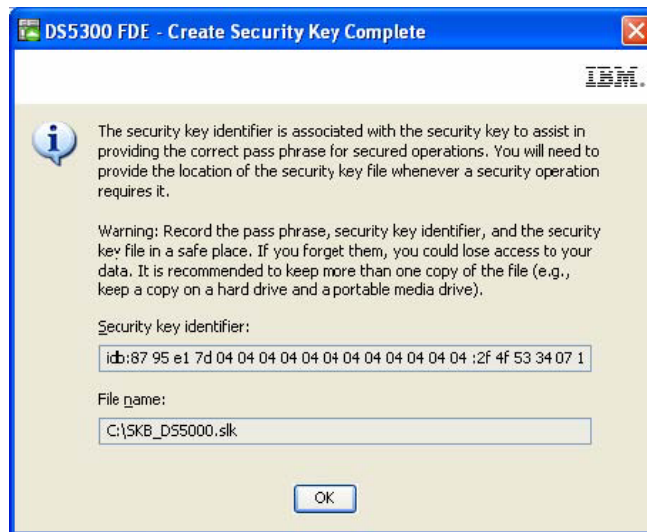 DS5300 FDE - Create Security Key Complete
IBM.
The security key identifier is associated with the security key to assist in
providing the correct pass phrase for secured operations. You will need to
provide the location of the security key file whenever a security operation
requires it.
Warning: Record the pass phrase, security key identifier, and the security
key file in a safe place. If you forget them, you could lose access to your
data. It is recommended to keep more than one copy of the file (e.g.,
keep a copy on a hard drive and a portable media drive).
Security key identifier:
idb:87 95 e1 7d 04 04 04 04 04 04 04 04 04 04 04 04 :2f 4f 53 34 07 1
File name:
C:\SKB_DS5000.slk
OK